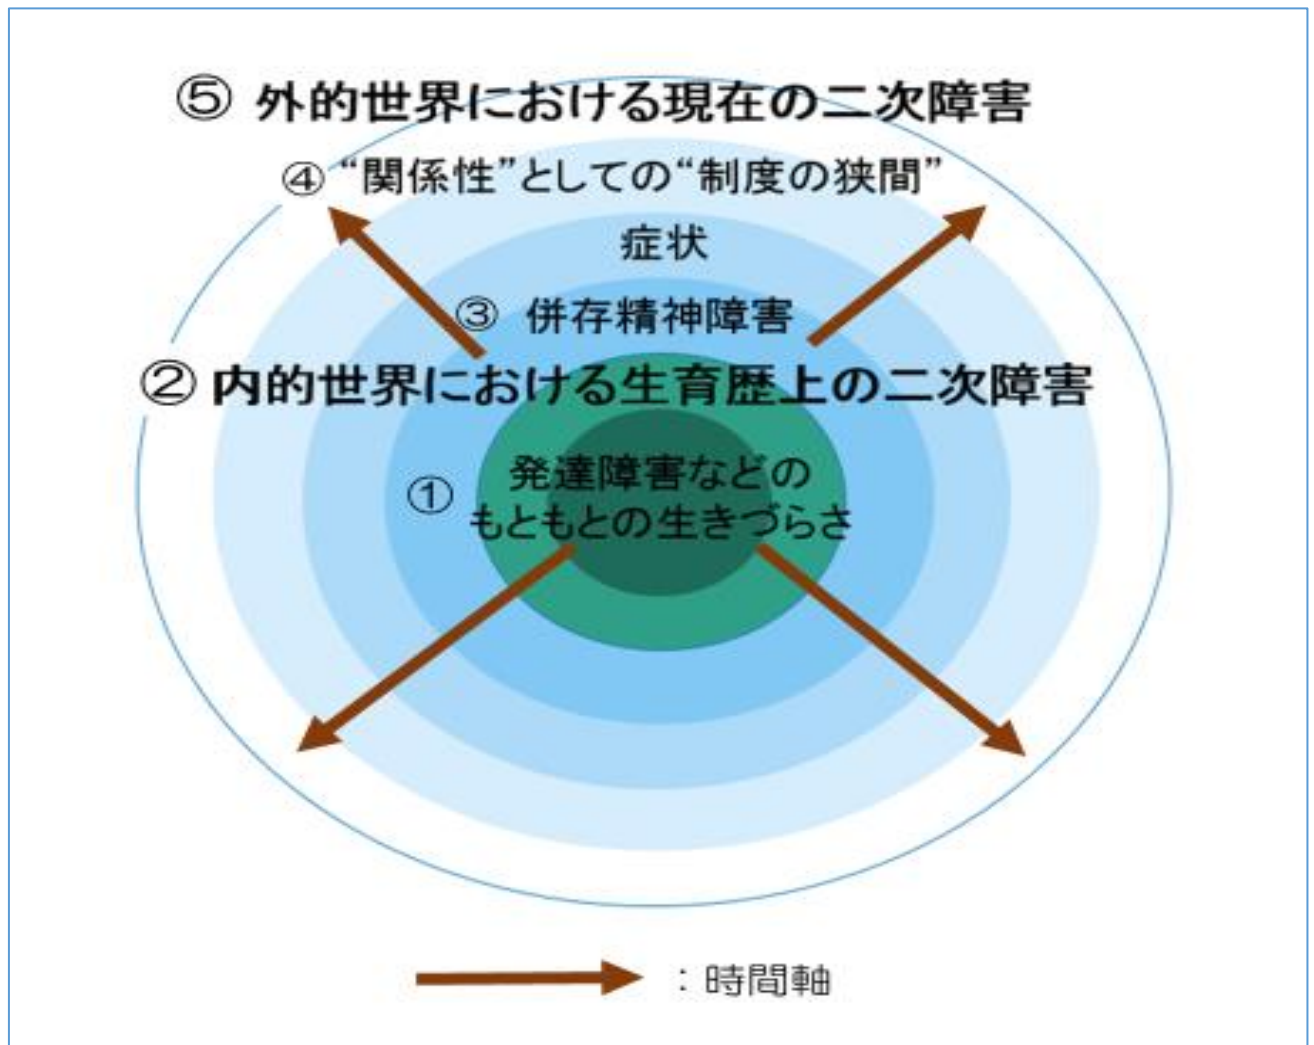 ⑤ 外的世界における現在の二次障害
④ “関係性”としての“制度の狭間”
症状
③ 併存精神障害
② 内的世界における生育歴上の二次障害
① 発達障害などの
もともとの生きづらさ
：時間軸